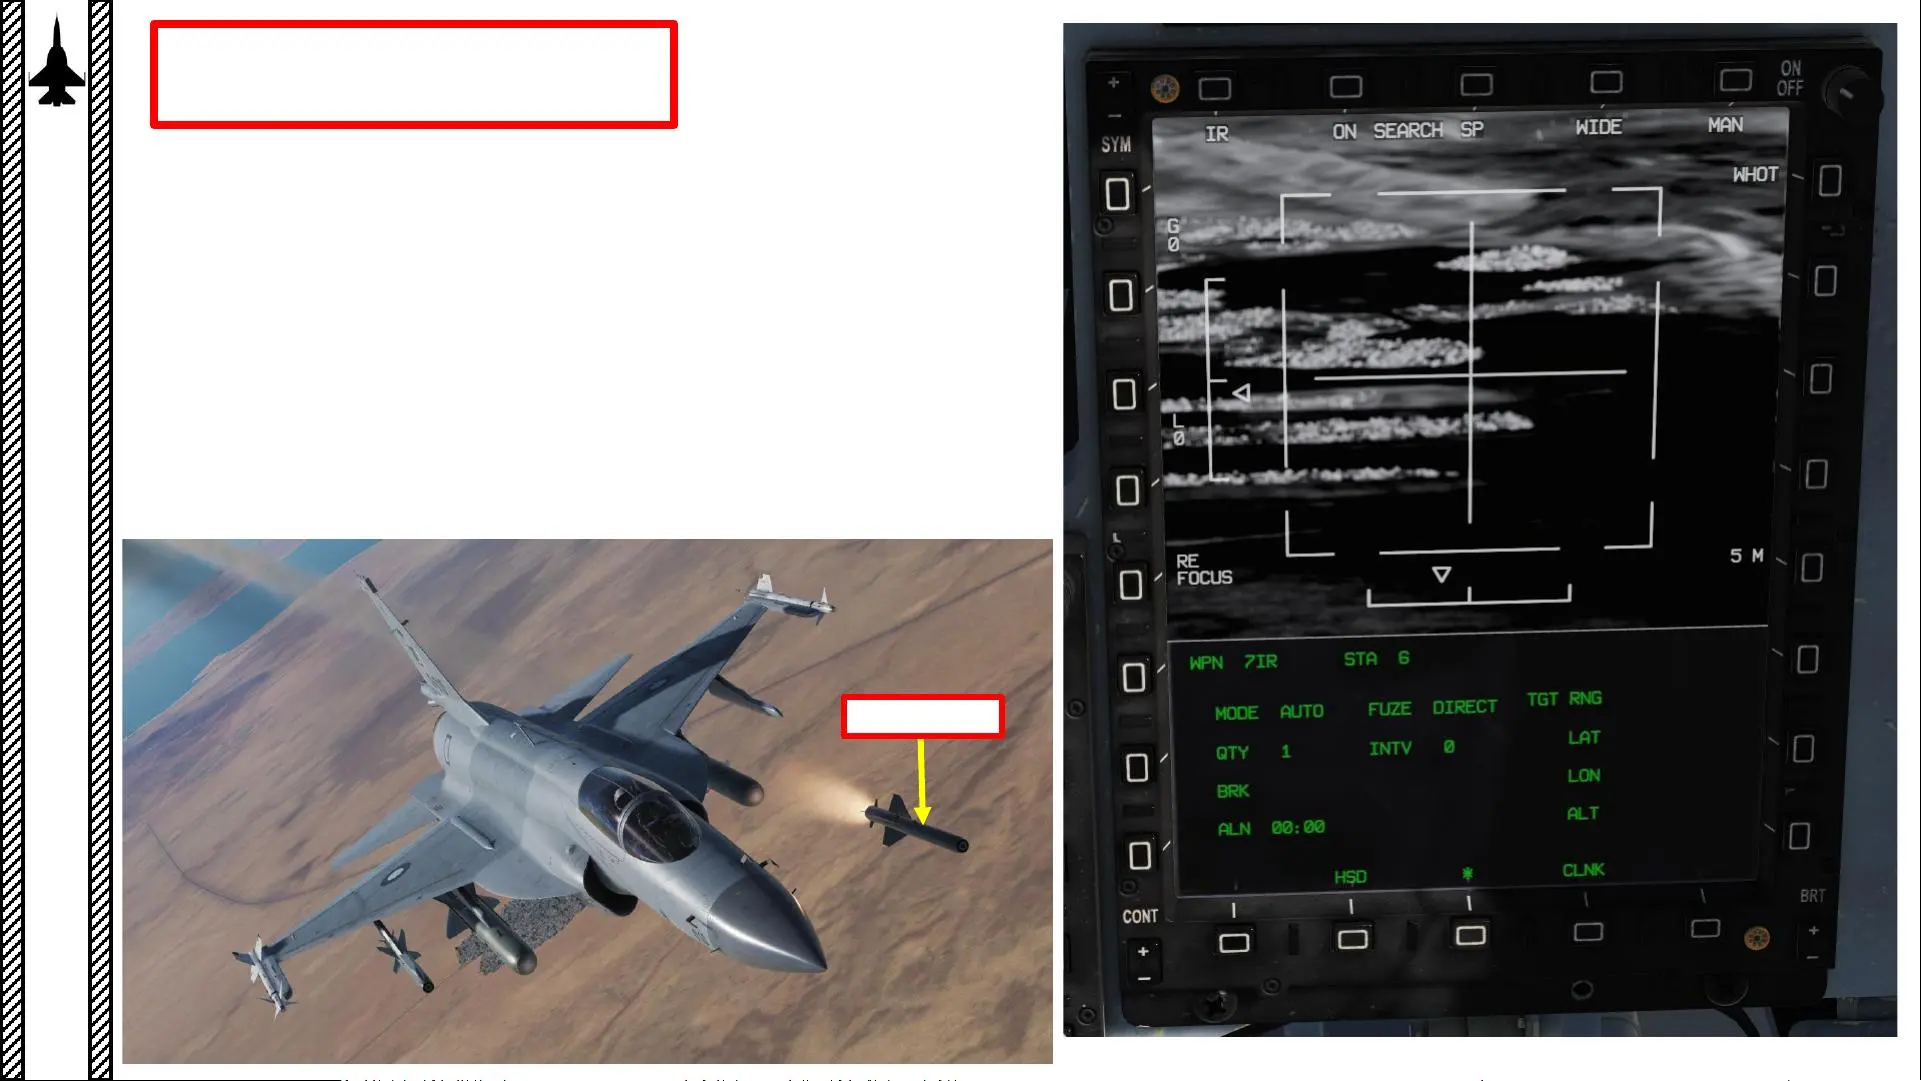 ON
OFF
SYM
IR ON SEARCH SP WIDE MAN
WHOT
G
0
L
0
RE
FOCUS
5 M
WPN 7IR STA 6
MODE AUTO FUZE DIRECT TGT RNG
QTY 1 INTV 0 LAT
BRK LON
ALN 00:00 ALT
HSD * CLNK
CONT
BRT